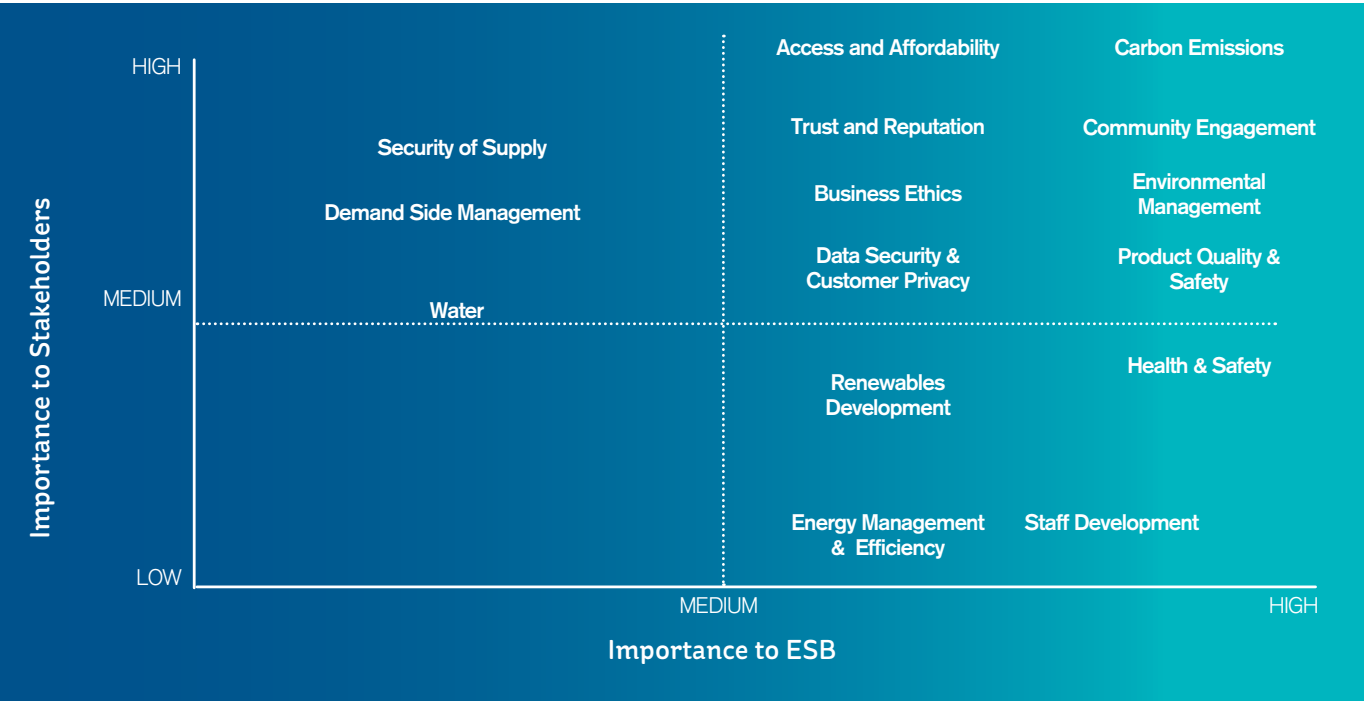 Access and Affordability
Carbon Emissions
HIGH
Trust and Reputation
Community Engagement
Security of Supply
Environmental
Management
Business Ethics
Demand Side Management
Data Security &
Customer Privacy
Product Quality &
Safety
MEDIUM
Water
Importance to Stakeholders
Health & Safety
Renewables
Development
Energy Management
& Efficiency
Staff Development
LOW
MEDIUM
HIGH
Importance to ESB